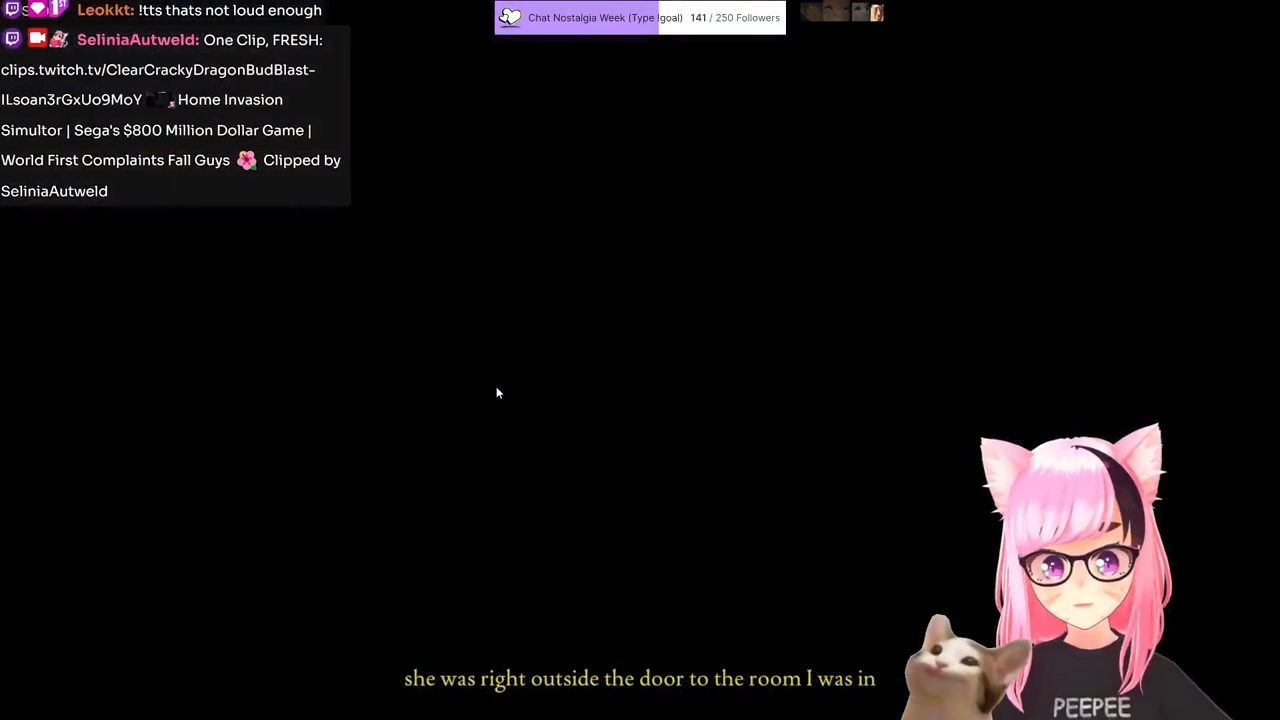 Leokkt: !tts thats not loud enough
SeliniaAutweld: One Clip, FRESH:
clips.twitch.tv/ClearCrackyDragonBudBlast-
ILsoan3rGxUo9MoY Home Invasion
Simultor | Sega's $800 Million Dollar Game |
World First Complaints Fall Guys 🌺 Clipped by
SeliniaAutweld
Chat Nostalgia Week (Type !goal) 141 / 250 Followers
she was right outside the door to the room I was in
PEEPEE